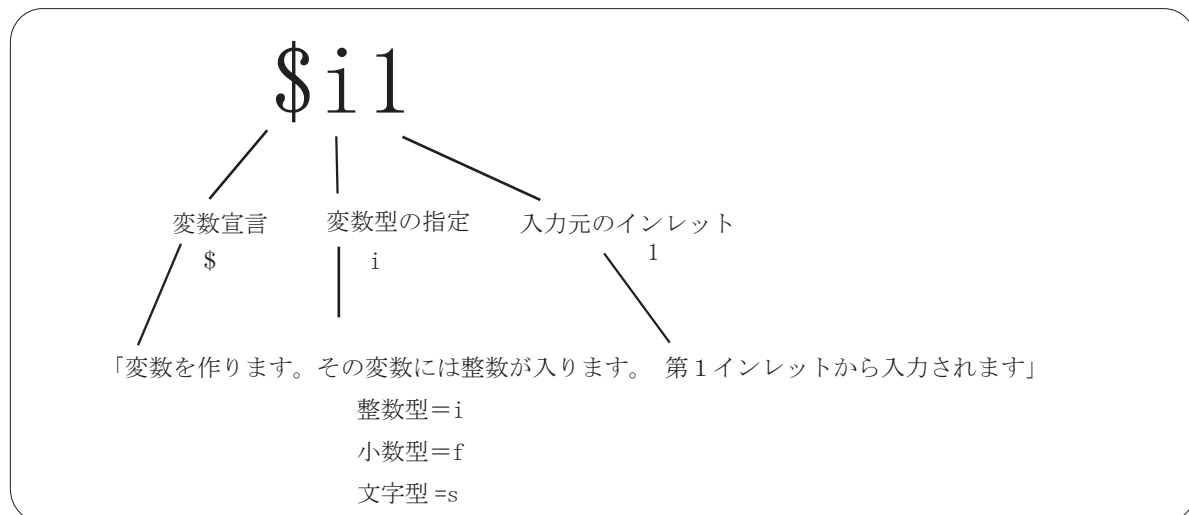 $i1
変数宣言 変数型の指定 入力元のインレット
$ i 1
「変数を作ります。その変数には整数が入ります。 第１インレットから入力されます」
整数型＝i
小数型＝f
文字型 =s